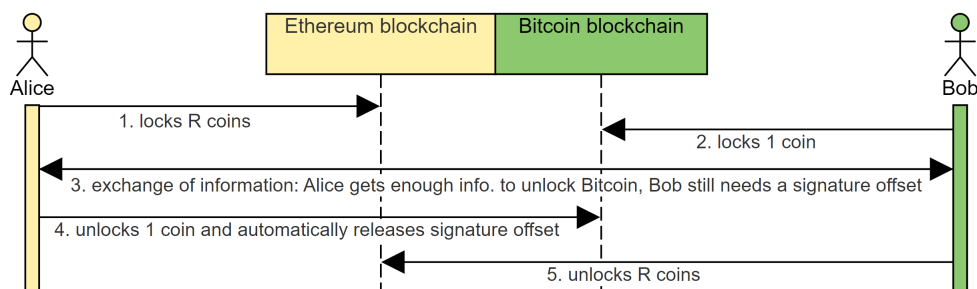 Ethereum blockchain
Bitcoin blockchain
Alice
Bob
1. locks R coins
2. locks 1 coin
3. exchange of information: Alice gets enough info. to unlock Bitcoin, Bob still needs a signature offset
4. unlocks 1 coin and automatically releases signature offset
5. unlocks R coins